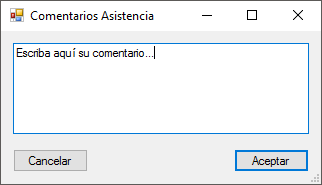 Comentarios Asistencia
Escriba aquí su comentario...
Cancelar
Aceptar